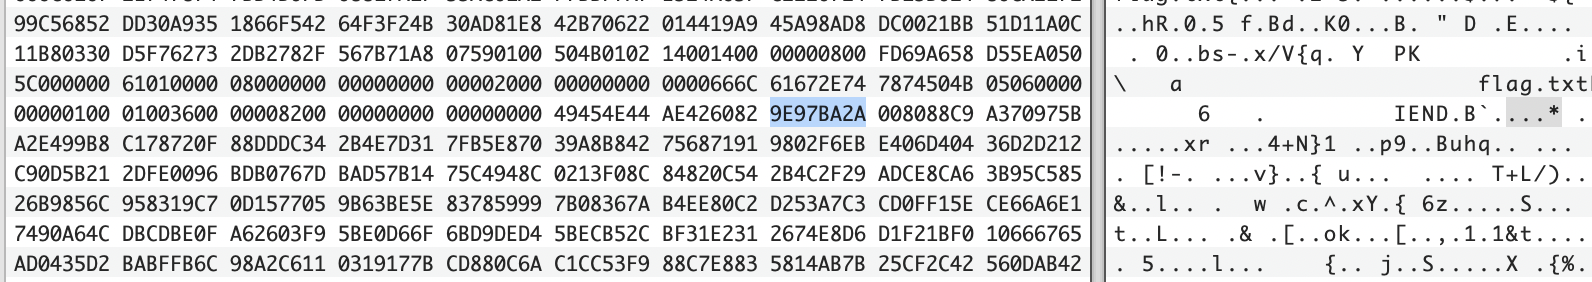 99C56852 DD30A935 1866F542 64F3F24B 30AD81E8 42B70622 014419A9 45A98AD8 DC0021BB 51D11A0C ..hR.0.5 f.Bd..K0...B. " D .E....
11B80330 D5F76273 2DB2782F 567B71A8 07590100 504B0102 14001400 00000800 FD69A658 D55EA050 . 0..bs-.x/V{q. Y PK .i
5C000000 61010000 08000000 00000000 00002000 00000000 0000666C 61672E74 7874504B 05060000 \ a flag.txt
00000100 01003600 00008200 00000000 00000000 49454E44 AE426082 9E97BA2A 008088C9 A370975B 6 . IEND.B`....* .
A2E499B8 C178720F 88DDDC34 2B4E7D31 7FB5E870 39A8B842 75687191 9802F6EB E406D404 36D2D212 .....xr ...4+N}1 ..p9..Buhq.. ...
C90D5B21 2DFE0096 BDB0767D BAD57B14 75C4948C 0213F08C 84820C54 2B4C2F29 ADCE8CA6 3B95C585 . [!-. ...v}..{ u... .... T+L/)..
26B9856C 958319C7 0D157705 9B63BE5E 83785999 7B08367A B4EE80C2 D253A7C3 CD0FF15E CE66A6E1 &..l.. . w .c.^.xY.{ 6z.....S...
7490A64C DBCDBE0F A62603F9 5BE0D66F 6BD9DED4 5BECB52C BF31E231 2674E8D6 D1F21BF0 10666765 t..L... .& .[..ok...[..,.1.1&t....
AD0435D2 BABFFB6C 98A2C611 0319177B CD880C6A C1CC53F9 88C7E883 5814AB7B 25CF2C42 560DAB42 . 5....l... {.. j..S.....X .{%.